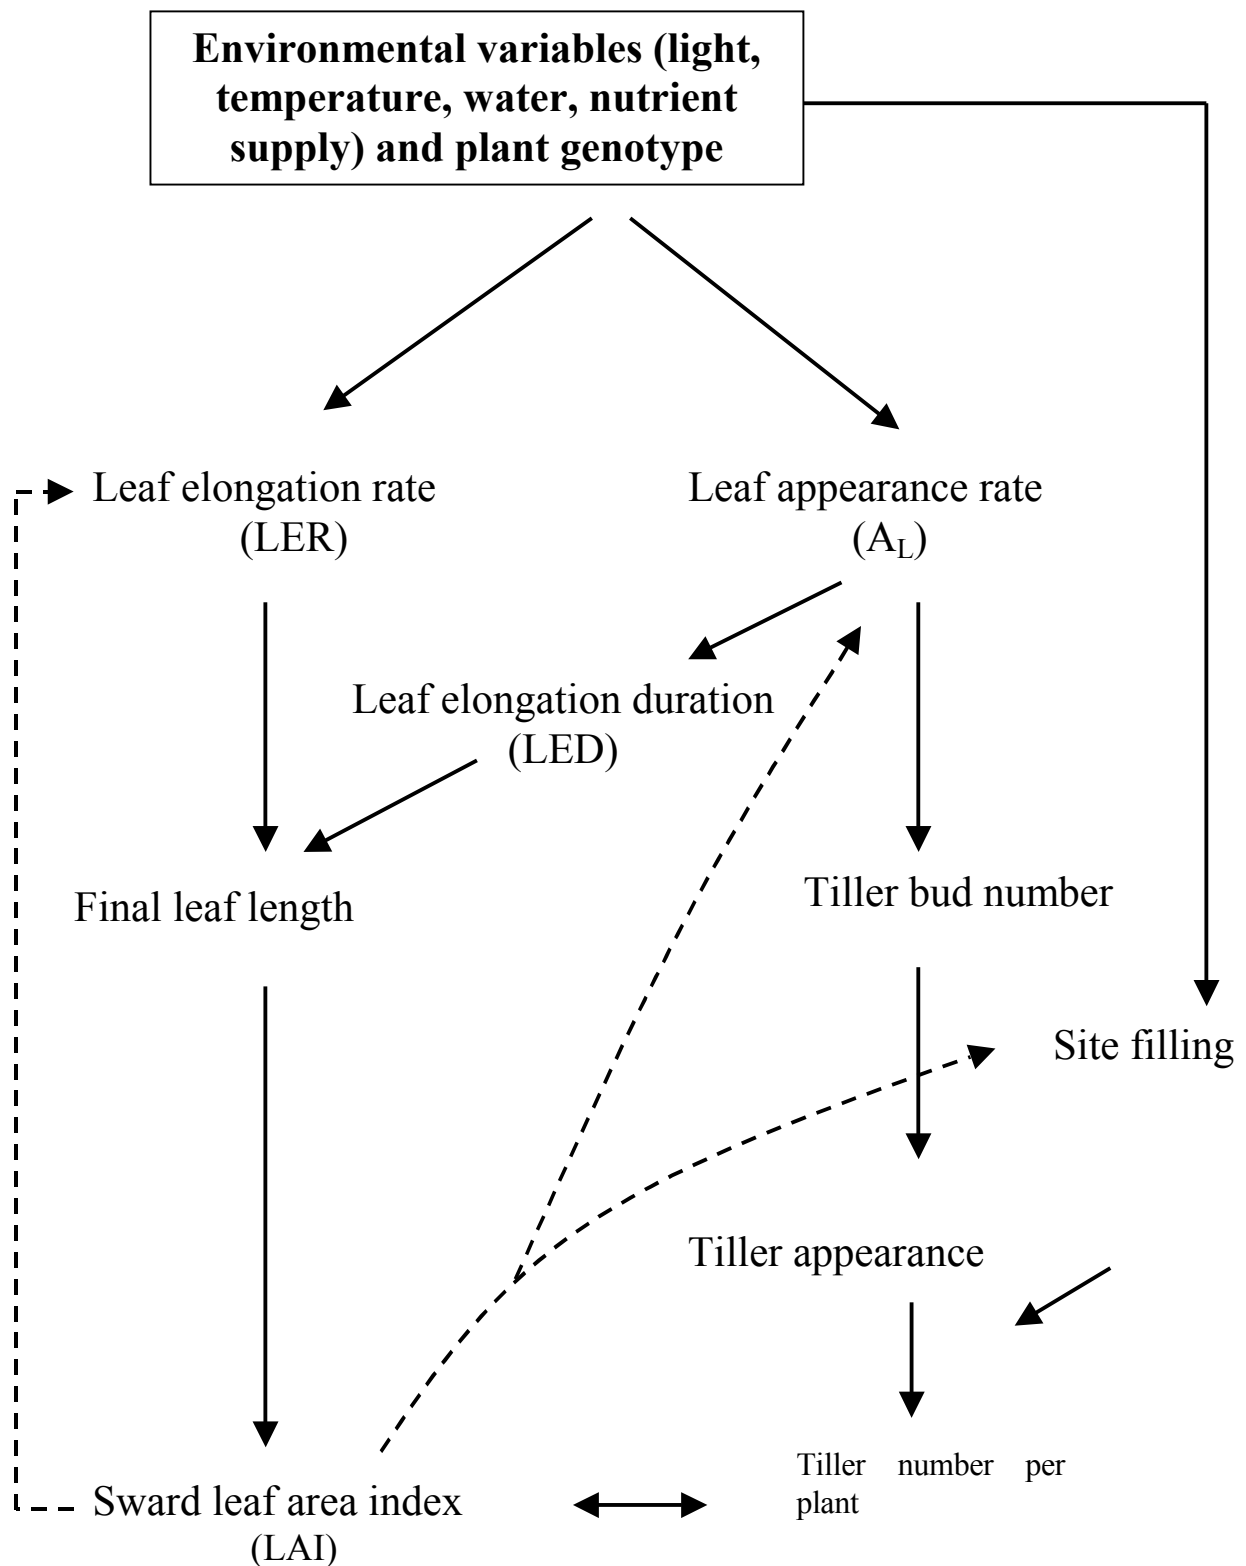 Environmental variables (light,
temperature, water, nutrient
supply) and plant genotype
Leaf elongation rate
(LER)
Leaf appearance rate
(A_L)
Leaf elongation duration
(LED)
Final leaf length
Tiller bud number
Site filling
Tiller appearance
Tiller number per
plant
Sward leaf area index
(LAI)